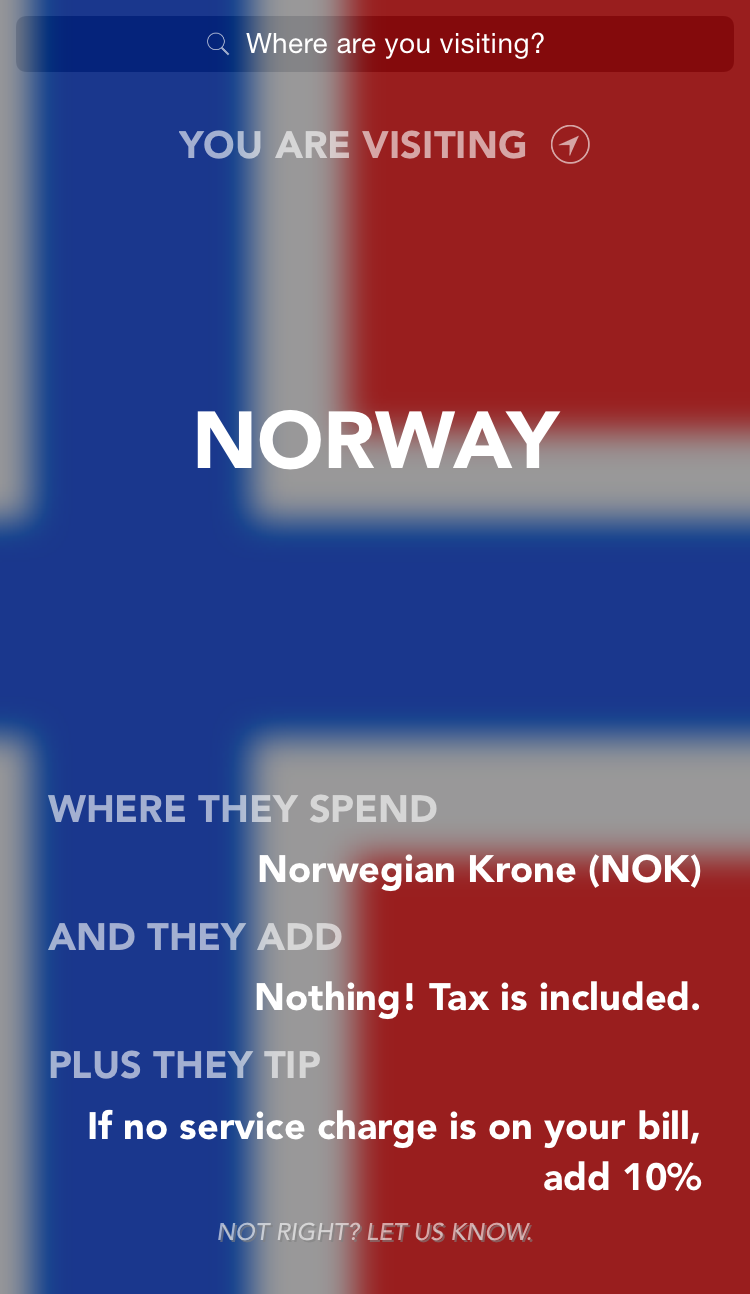 Where are you visiting?
YOU ARE VISITING
NORWAY
WHERE THEY SPEND
Norwegian Krone (NOK)
AND THEY ADD
Nothing! Tax is included.
PLUS THEY TIP
If no service charge is on your bill,
add 10%
NOT RIGHT? LET US KNOW.